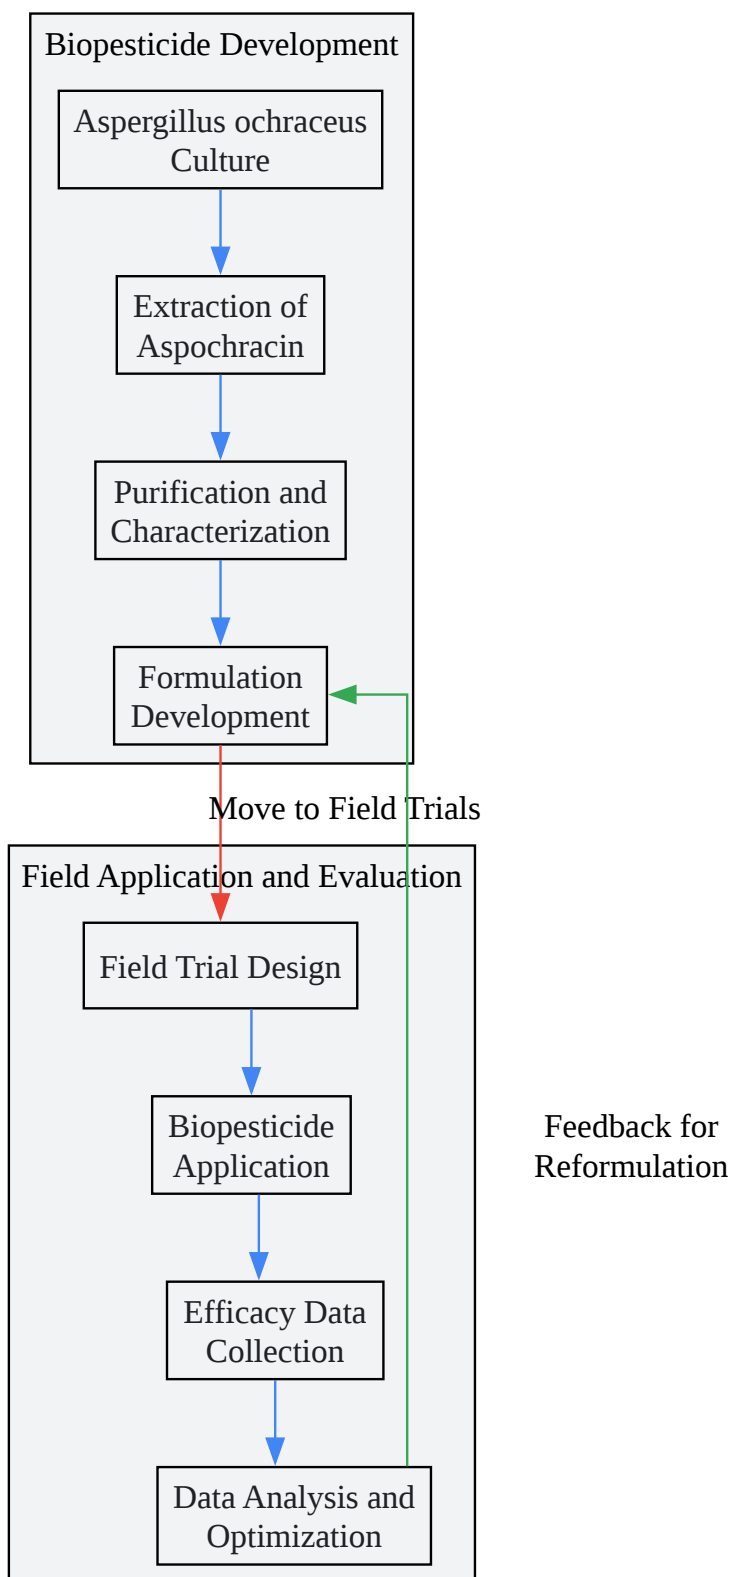 Biopesticide Development
Aspergillus ochraceus
Culture
Extraction of
Aspochracin
Purification and
Characterization
Formulation
Development
Move to Field Trials
Field Application and Evaluation
Field Trial Design
Biopesticide
Application
Feedback for
Reformulation
Efficacy Data
Collection
Data Analysis and
Optimization